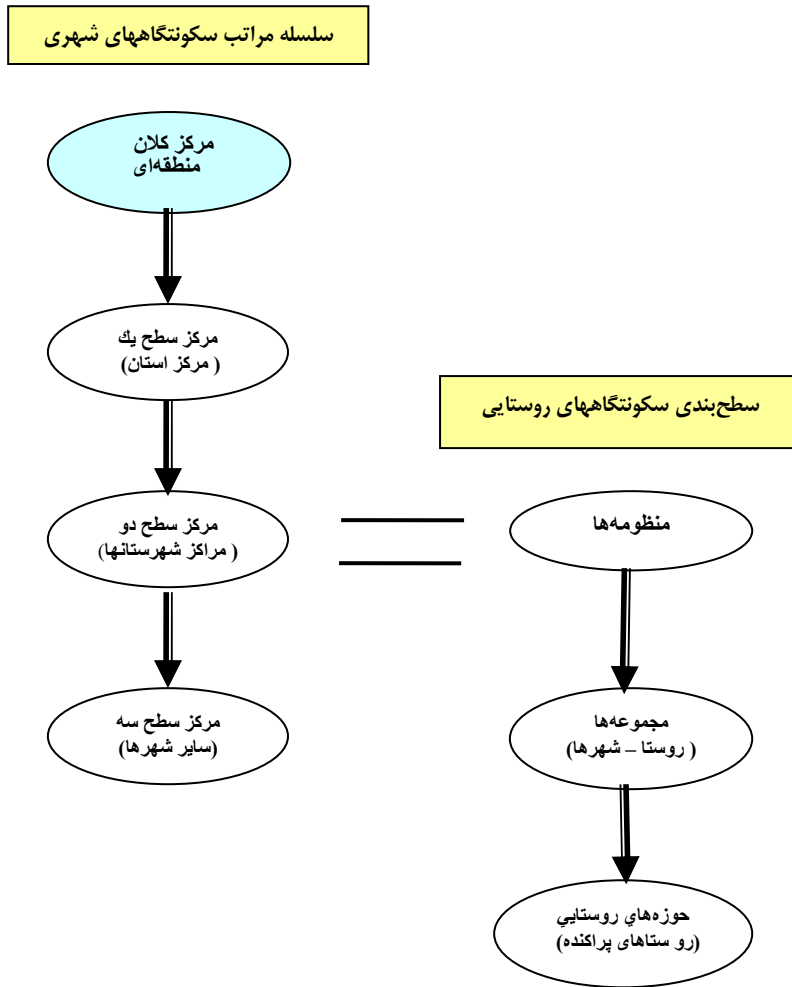 سلسله مراتب سکونتگاههای شهری
مرکز کلان
منطقه‌ای
مرکز سطح يك
( مرکز استان)
سطح‌بندی سکونتگاههای روستایی
مرکز سطح دو
( مراکز شهرستانها)
منظومه‌ها
مرکز سطح سه
(سایر شهرها)
مجموعه‌ها
( روستا – شهرها)
حوزه‌هاي روستايي
(رو ستاهای پراکنده)